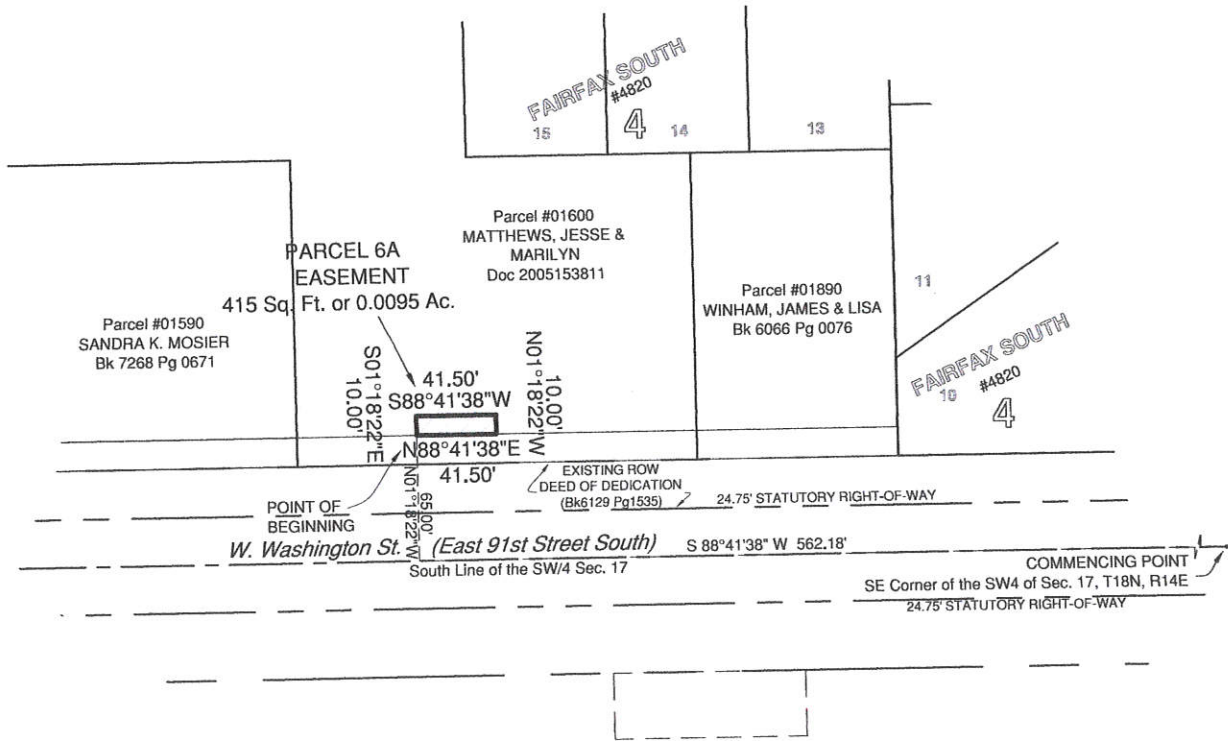 FAIRFAX SOUTH
#4820
15
4
14
13
Parcel #01600
MATTHEWS, JESSE &
MARILYN
Doc 2005153811
PARCEL 6A
EASEMENT
415 Sq. Ft. or 0.0095 Ac.
Parcel #01590
SANDRA K. MOSIER
Bk 7268 Pg 0671
Parcel #01890
WINHAM, JAMES & LISA
Bk 6066 Pg 0076
11
FAIRFAX SOUTH
#4820
10
4
S01°18'22"E
10.00'
41.50'
S88°41'38"W
N01°18'22"W
10.00'
N88°41'38"E
41.50'
EXISTING ROW
DEED OF DEDICATION
(Bk6129 Pg1535)
24.75' STATUTORY RIGHT-OF-WAY
POINT OF
BEGINNING
65.00'
N01°18'22"W
W. Washington St. (East 91st Street South) S 88°41'38" W 562.18'
South Line of the SW/4 Sec. 17
COMMENCING POINT
SE Corner of the SW4 of Sec. 17, T18N, R14E
24.75' STATUTORY RIGHT-OF-WAY